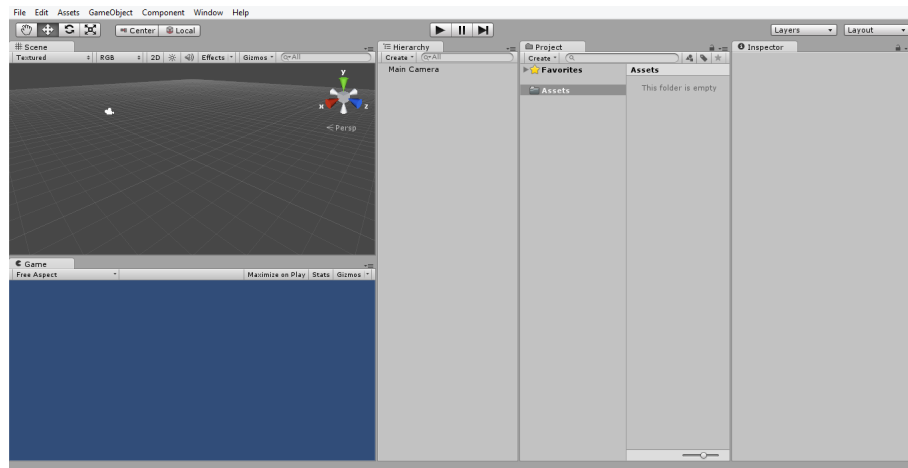 File Edit Assets GameObject Component Window Help
Center Local Layers Layout
Scene
Textured RGB 2D Effects Gizmos All
y
x z
Persp
Game
Free Aspect Maximize on Play Stats Gizmos
Hierarchy
Create All
Main Camera
Project
Create
Favorites
Assets
Assets
This folder is empty
Inspector